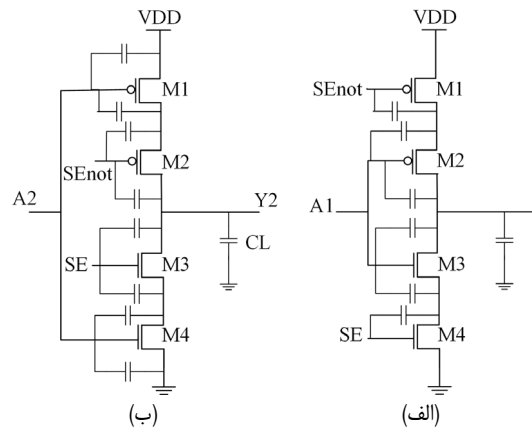 VDD
M1
M2
SEnot
A2
Y2
CL
SE
M3
M4
(ب)
VDD
SEnot
M1
M2
A1
M3
SE
M4
(الف)